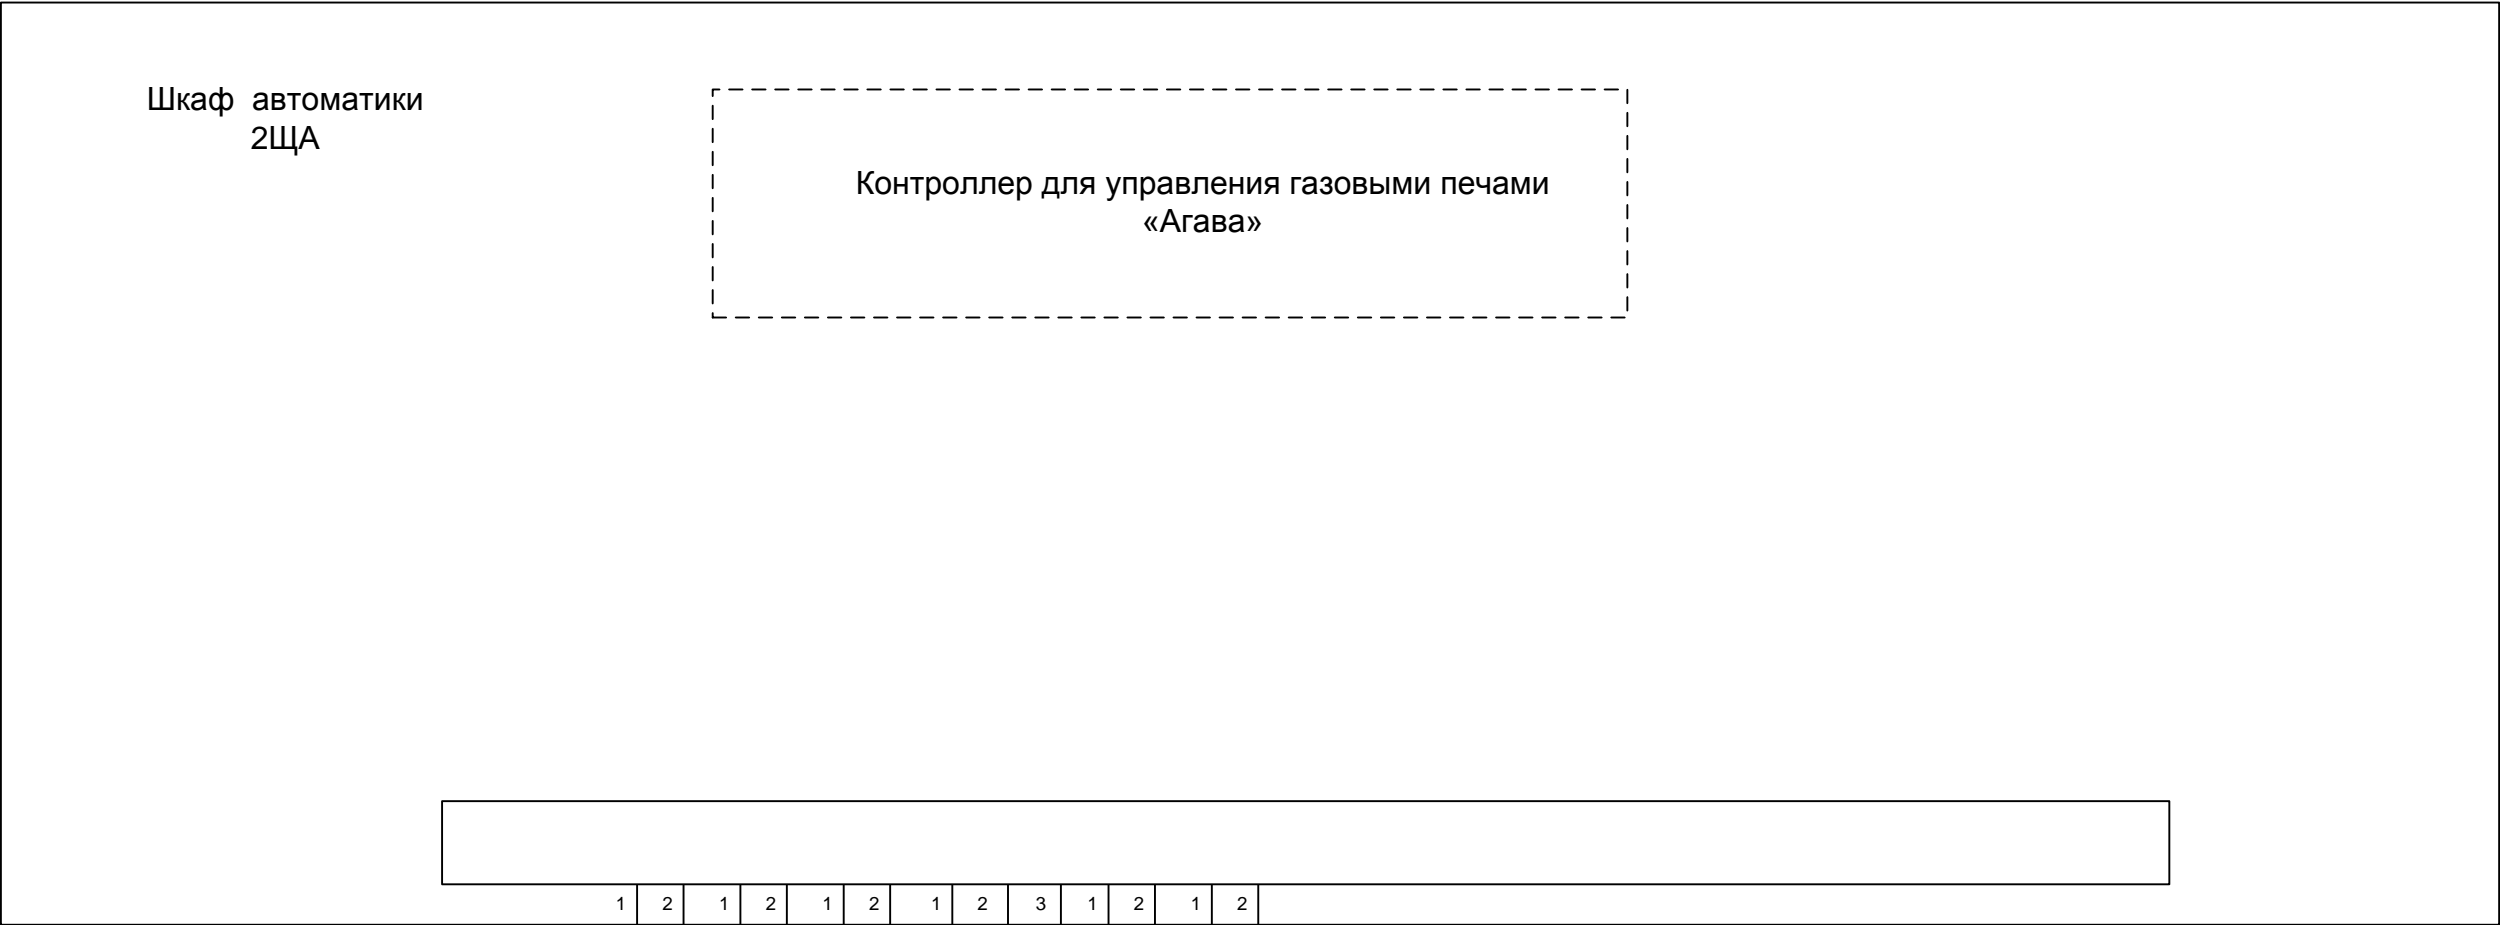 Шкаф автоматики
2ЩА
Контроллер для управления газовыми печами
«Агава»
1 2 1 2 1 2 1 2 3 1 2 1 2